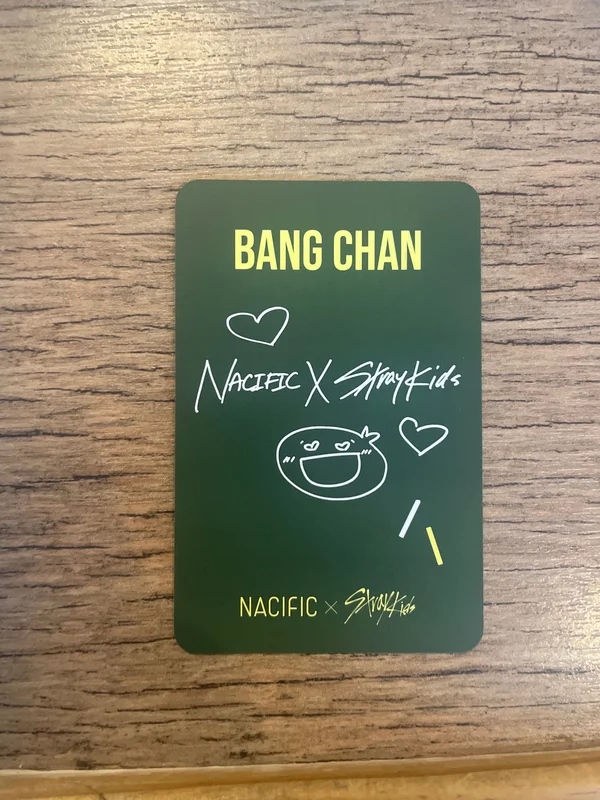 BANG CHAN
NACIFIC X StrayKids
NACIFIC × StrayKids